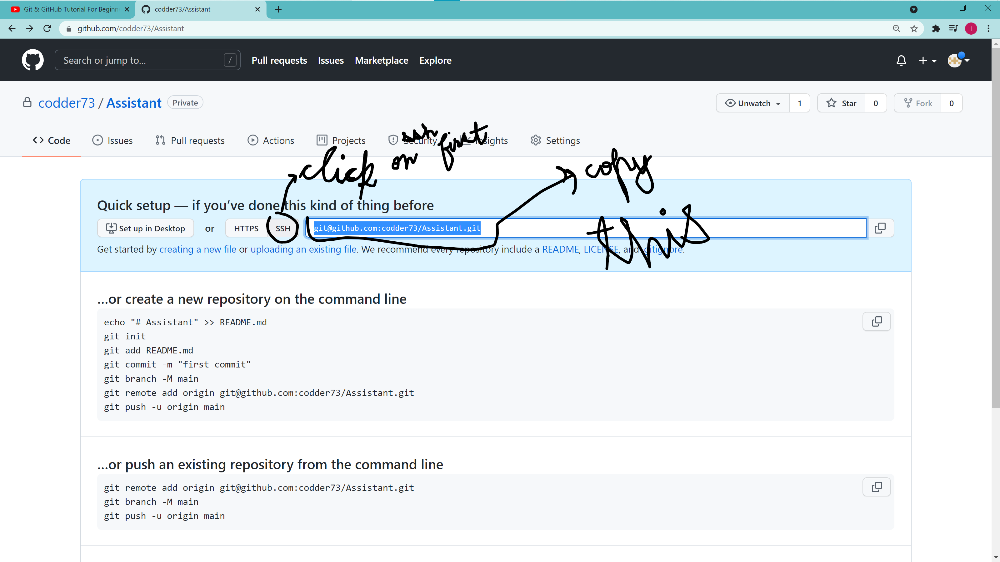 Git & GitHub Tutorial For Beginn
codder73/Assistant
github.com/codder73/Assistant
I
Search or jump to...
/
Pull requests
Issues
Marketplace
Explore
codder73 / Assistant
Private
Unwatch
1
Star
0
Fork
0
Code
Issues
Pull requests
Actions
Projects
Security
Insights
Settings
click on ssh first
copy
this
Quick setup — if you've done this kind of thing before
Set up in Desktop
or
HTTPS
SSH
git@github.com:codder73/Assistant.git
Get started by creating a new file or uploading an existing file. We recommend every repository include a README, LICENSE, and .gitignore.
...or create a new repository on the command line
echo "# Assistant" >> README.md
git init
git add README.md
git commit -m "first commit"
git branch -M main
git remote add origin git@github.com:codder73/Assistant.git
git push -u origin main
...or push an existing repository from the command line
git remote add origin git@github.com:codder73/Assistant.git
git branch -M main
git push -u origin main